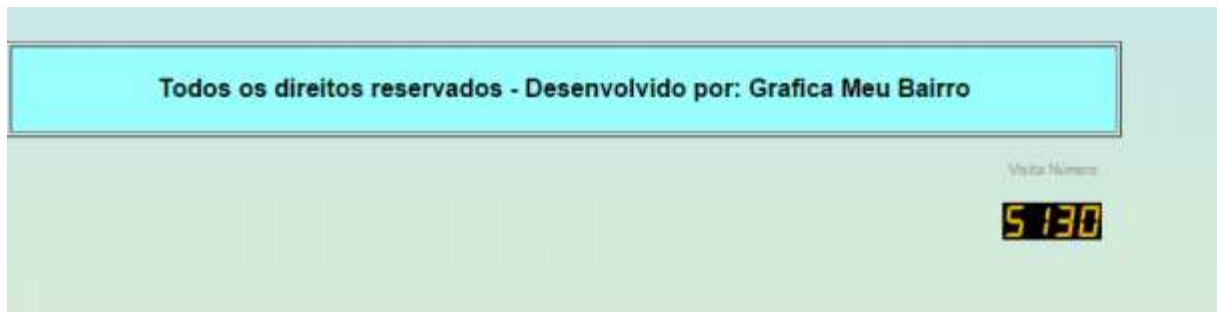 Todos os direitos reservados - Desenvolvido por: Grafica Meu Bairro
Visita Número
5130